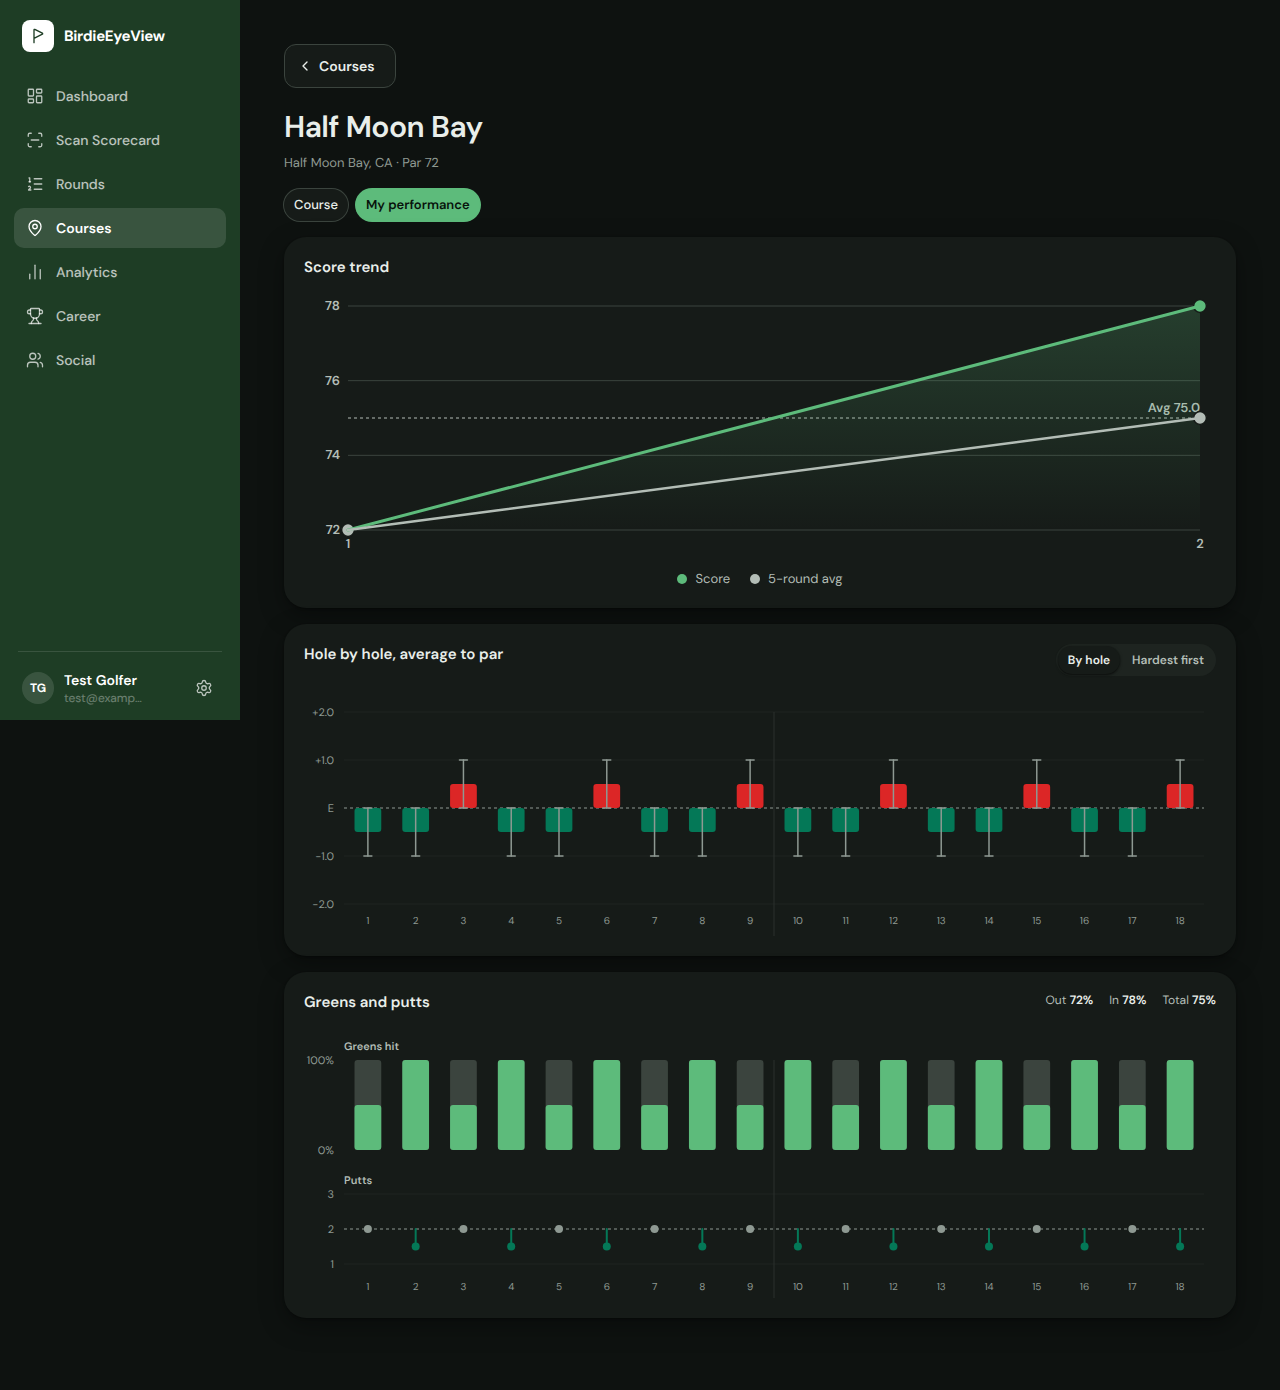 BirdieEyeView
Dashboard
Scan Scorecard
Rounds
Courses
Analytics
Career
Social
TG
Test Golfer
test@examp...
Courses
Half Moon Bay
Half Moon Bay, CA · Par 72
Course
My performance
Score trend
78
76
Avg 75.0
74
72
1 2
Score 5-round avg
Hole by hole, average to par
By hole Hardest first
+2.0
+1.0
E
-1.0
-2.0
1 2 3 4 5 6 7 8 9 10 11 12 13 14 15 16 17 18
Greens and putts
Out 72% In 78% Total 75%
Greens hit
100%
0%
Putts
3
2
1
1 2 3 4 5 6 7 8 9 10 11 12 13 14 15 16 17 18